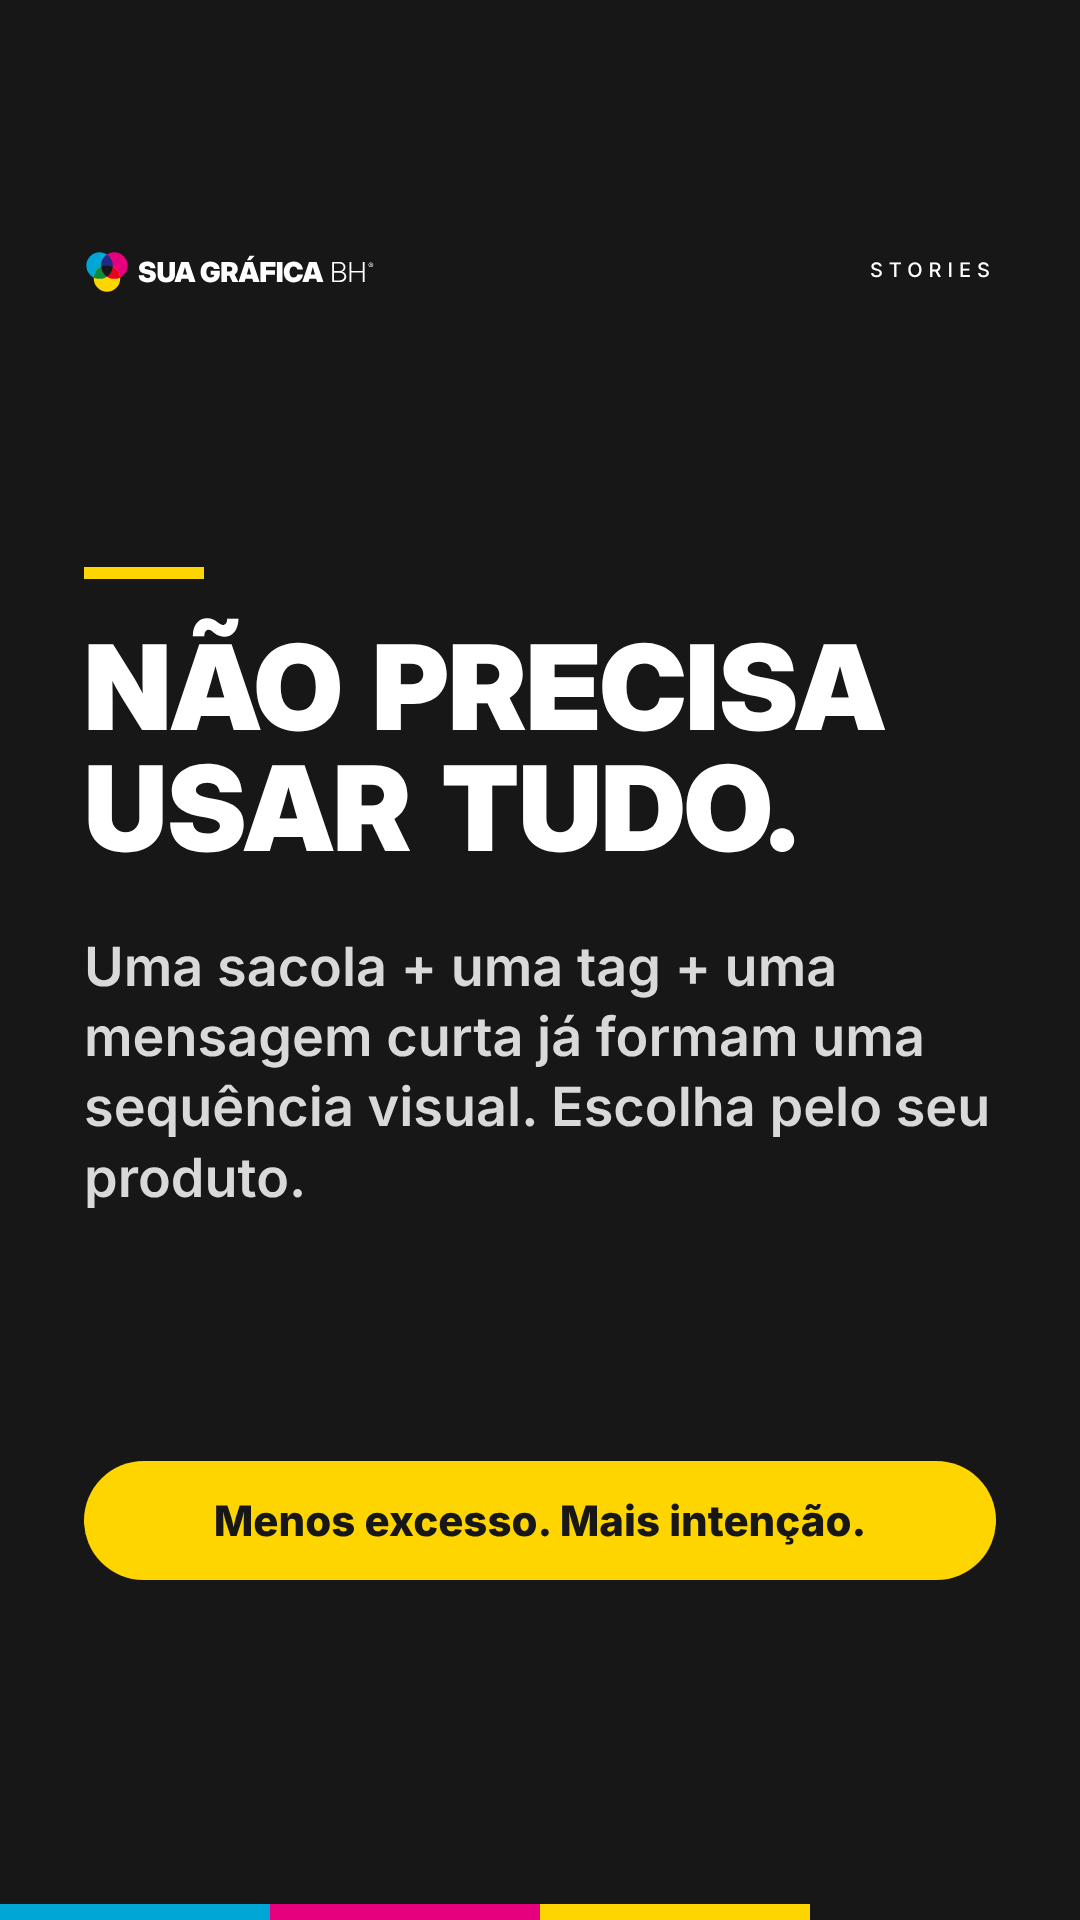 SUA GRÁFICA BH®
STORIES
NÃO PRECISA
USAR TUDO.
Uma sacola + uma tag + uma
mensagem curta já formam uma
sequência visual. Escolha pelo seu
produto.
Menos excesso. Mais intenção.